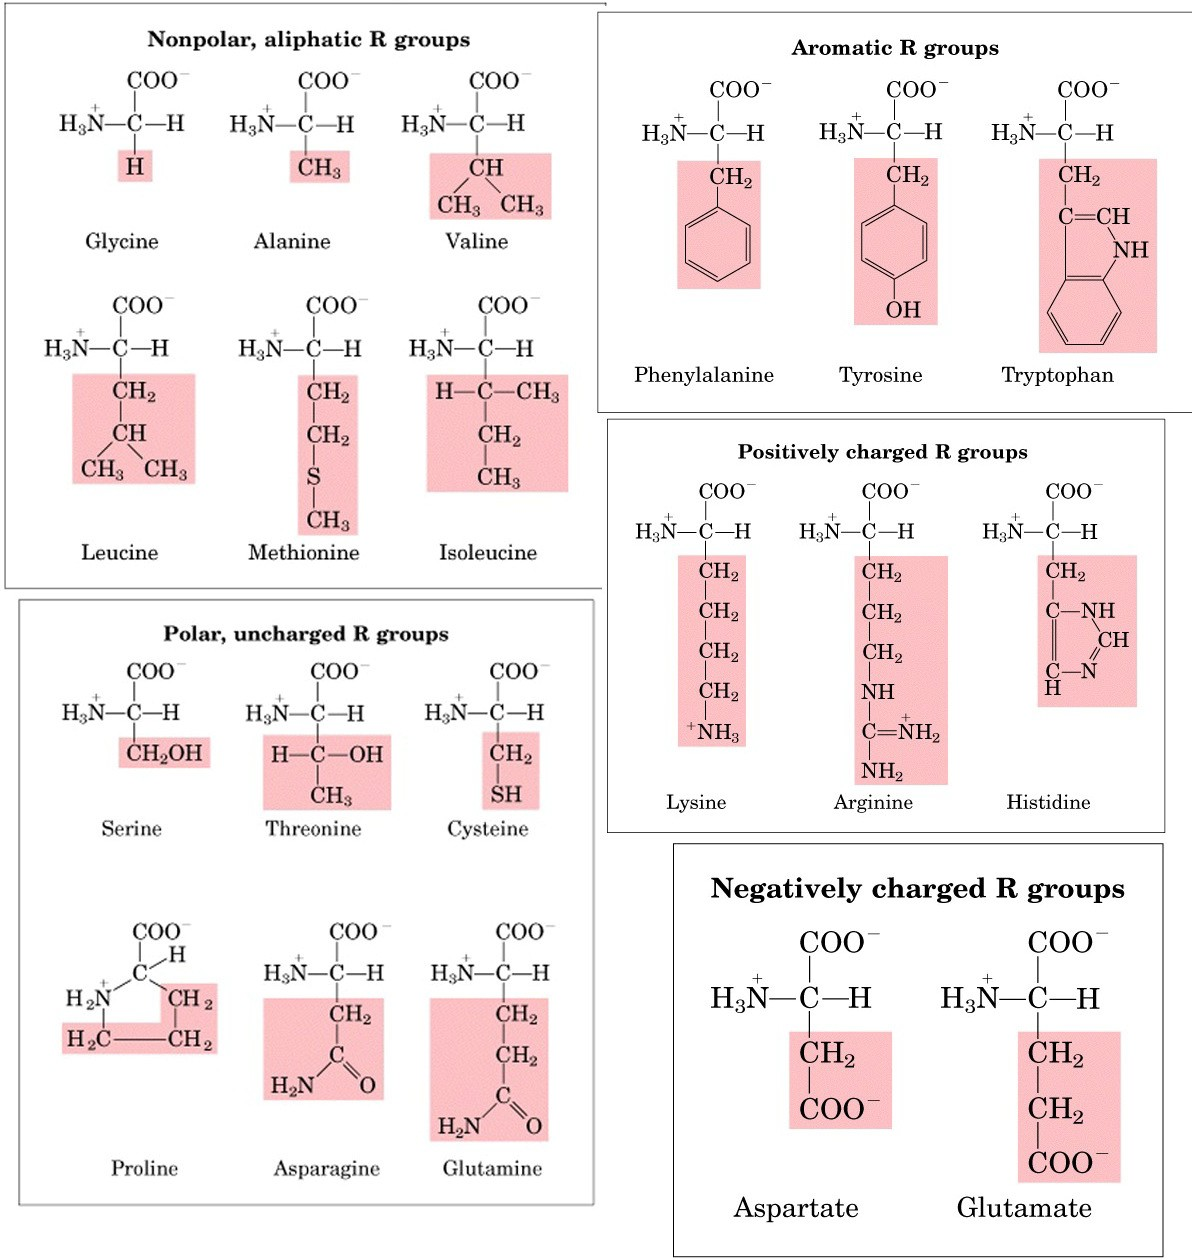 Nonpolar, aliphatic R groups
COO⁻ COO⁻ COO⁻
H₃N⁺—C—H H₃N⁺—C—H H₃N⁺—C—H
H CH₃ CH
CH₃ CH₃
Glycine Alanine Valine
COO⁻ COO⁻ COO⁻
H₃N⁺—C—H H₃N⁺—C—H H₃N⁺—C—H
CH₂ CH₂ H—C—CH₃
CH CH₂ CH₂
CH₃ CH₃ S CH₃
CH₃
Leucine Methionine Isoleucine
Aromatic R groups
COO⁻ COO⁻ COO⁻
H₃N⁺—C—H H₃N⁺—C—H H₃N⁺—C—H
CH₂ CH₂ CH₂
C=CH
NH
OH
Phenylalanine Tyrosine Tryptophan
Polar, uncharged R groups
COO⁻ COO⁻ COO⁻
H₃N⁺—C—H H₃N⁺—C—H H₃N⁺—C—H
CH₂OH H—C—OH CH₂
CH₃ SH
Serine Threonine Cysteine
COO⁻ COO⁻ COO⁻
C H H₃N⁺—C—H H₃N⁺—C—H
H₂N⁺ CH₂ CH₂ CH₂
H₂C CH₂ C CH₂
H₂N O C
H₂N O
Proline Asparagine Glutamine
Positively charged R groups
COO⁻ COO⁻ COO⁻
H₃N⁺—C—H H₃N⁺—C—H H₃N⁺—C—H
CH₂ CH₂ CH₂
CH₂ CH₂ C—NH
CH
CH₂ CH₂ C—N
H
CH₂ NH
⁺NH₃ C=N⁺H₂
NH₂
Lysine Arginine Histidine
Negatively charged R groups
COO⁻ COO⁻
H₃N⁺—C—H H₃N⁺—C—H
CH₂ CH₂
COO⁻ CH₂
COO⁻
Aspartate Glutamate